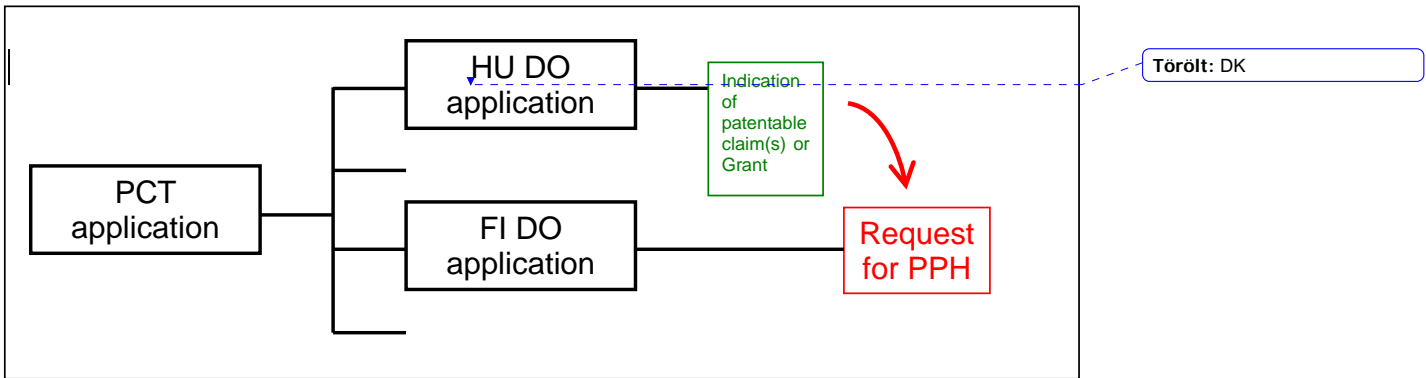 HU DO
application
Törölt: DK
Indication
of
patentable
claim(s) or
Grant
PCT
application
FI DO
application
Request
for PPH